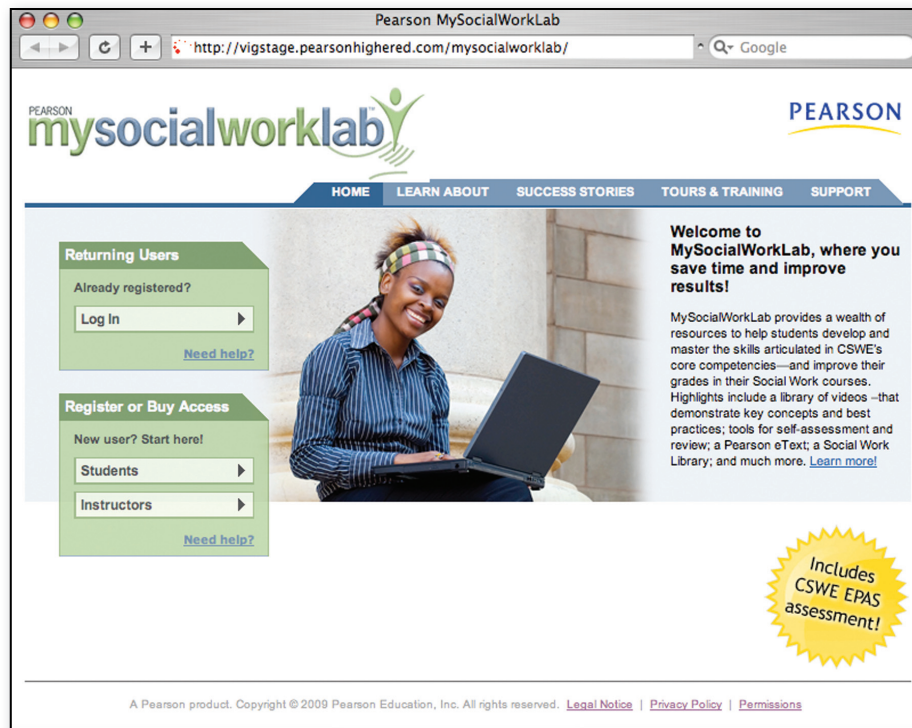 Pearson MySocialWorkLab
http://vigstage.pearsonhighered.com/mysocialworklab/
Google
PEARSON
mysocialworklab™
PEARSON
HOME LEARN ABOUT SUCCESS STORIES TOURS & TRAINING SUPPORT
Returning Users
Already registered?
Log In
Need help?
Register or Buy Access
New user? Start here!
Students
Instructors
Need help?
Welcome to
MySocialWorkLab, where you
save time and improve
results!
MySocialWorkLab provides a wealth of
resources to help students develop and
master the skills articulated in CSWE's
core competencies—and improve their
grades in their Social Work courses.
Highlights include a library of videos –that
demonstrate key concepts and best
practices; tools for self-assessment and
review; a Pearson eText; a Social Work
Library; and much more. Learn more!
Includes
CSWE EPAS
assessment!
A Pearson product. Copyright © 2009 Pearson Education, Inc. All rights reserved. Legal Notice | Privacy Policy | Permissions